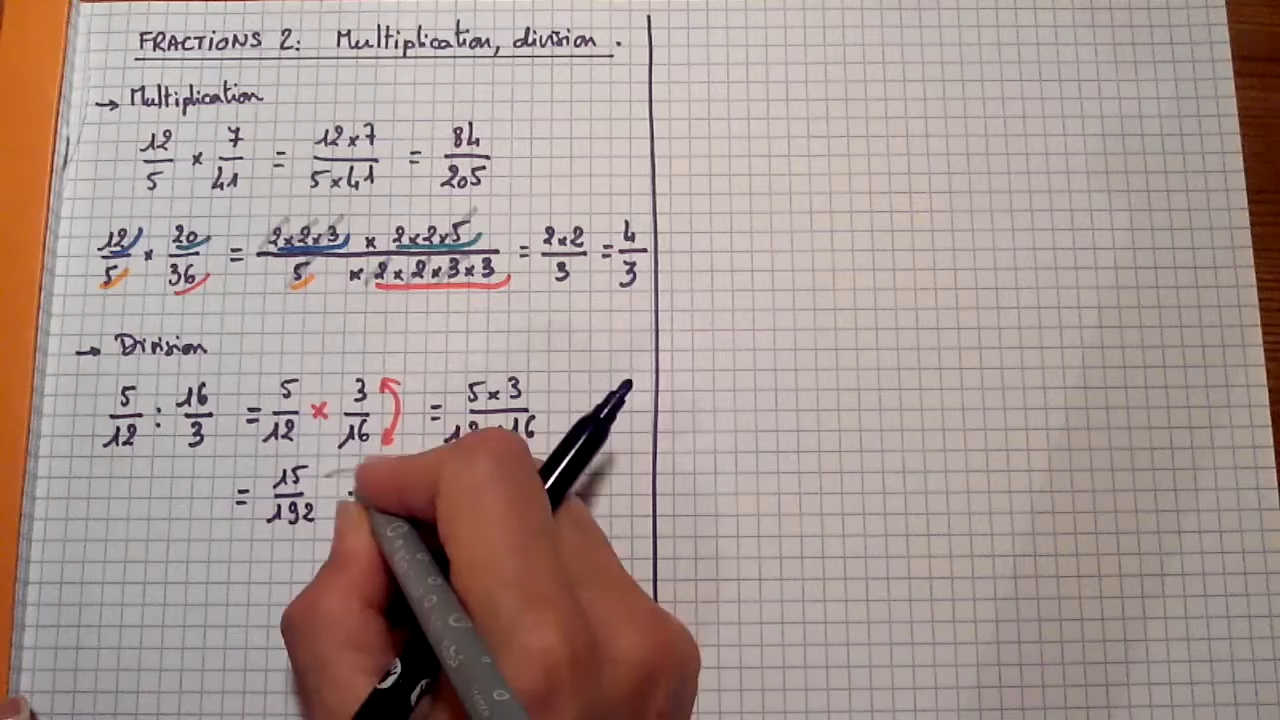 FRACTIONS 2: Multiplication, division.
→ Multiplication
12/5 × 7/41 = 12×7/5×41 = 84/205
12/5 × 20/36 = 2×2×3 × 2×2×5/5 × 2×2×3×3 = 2×2/3 = 4/3
→ Division
5/12 : 16/3 = 5/12 × 3/16 = 5×3/12×16
= 15/192